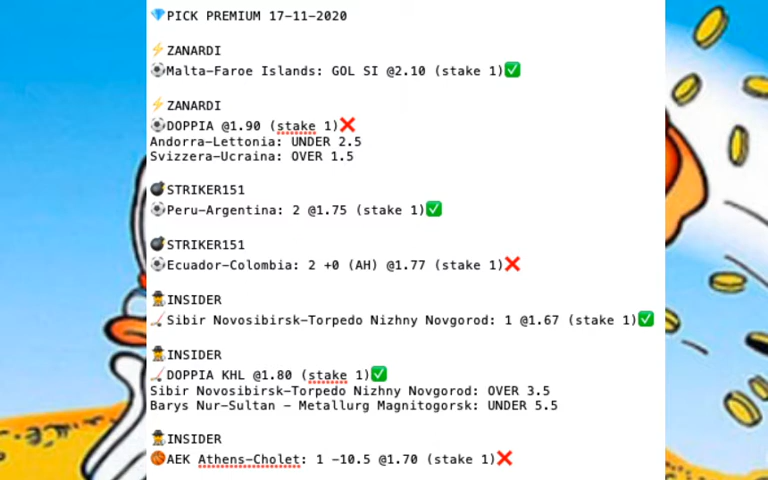 💎PICK PREMIUM 17-11-2020
⚡ZANARDI
⚽Malta-Faroe Islands: GOL SI @2.10 (stake 1)✅
⚡ZANARDI
⚽DOPPIA @1.90 (stake 1)❌
Andorra-Lettonia: UNDER 2.5
Svizzera-Ucraina: OVER 1.5
💣STRIKER151
⚽Peru-Argentina: 2 @1.75 (stake 1)✅
💣STRIKER151
⚽Ecuador-Colombia: 2 +0 (AH) @1.77 (stake 1)❌
🕵INSIDER
🏒Sibir Novosibirsk-Torpedo Nizhny Novgorod: 1 @1.67 (stake 1)✅
🕵INSIDER
🏒DOPPIA KHL @1.80 (stake 1)✅
Sibir Novosibirsk-Torpedo Nizhny Novgorod: OVER 3.5
Barys Nur-Sultan - Metallurg Magnitogorsk: UNDER 5.5
🕵INSIDER
🏀AEK Athens-Cholet: 1 -10.5 @1.70 (stake 1)❌